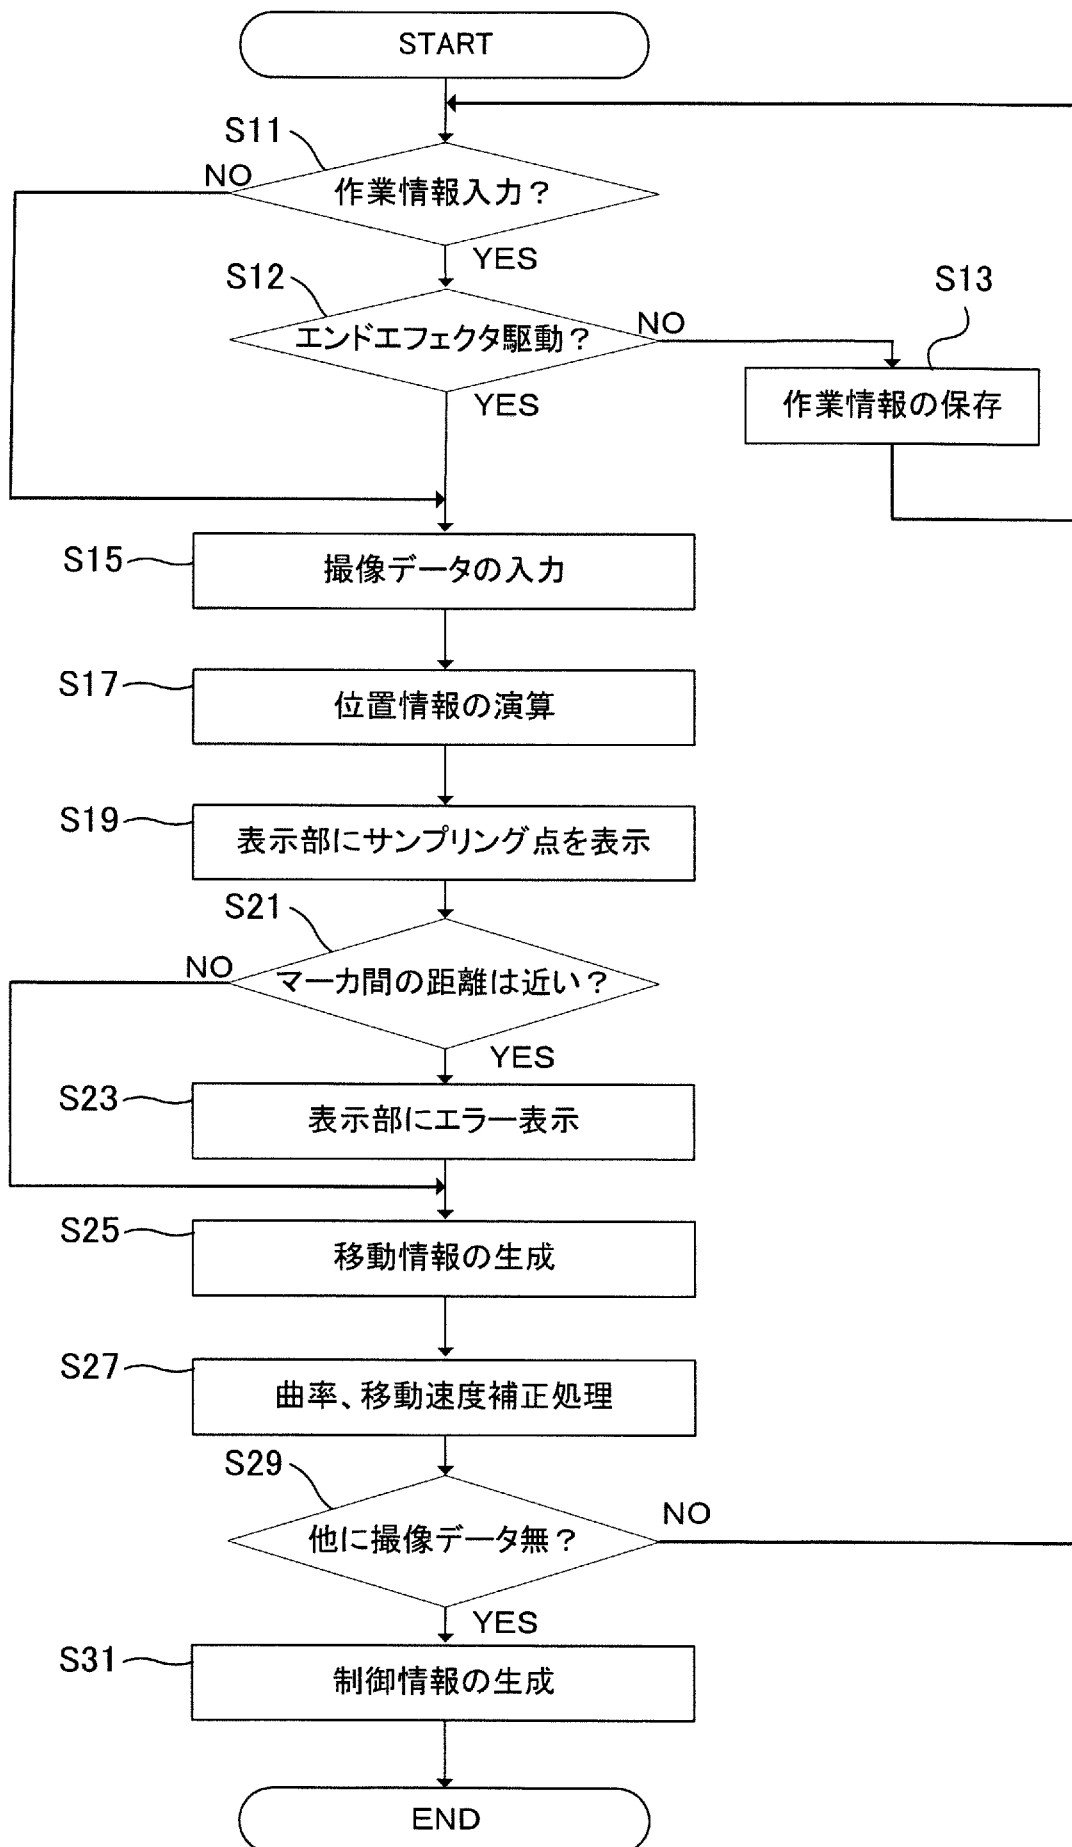 START
S11
NO
作業情報入力？
YES
S12
エンドエフェクタ駆動？
NO
S13
作業情報の保存
YES
S15
撮像データの入力
S17
位置情報の演算
S19
表示部にサンプリング点を表示
S21
NO
マーカ間の距離は近い？
YES
S23
表示部にエラー表示
S25
移動情報の生成
S27
曲率、移動速度補正処理
S29
他に撮像データ無？
NO
YES
S31
制御情報の生成
END